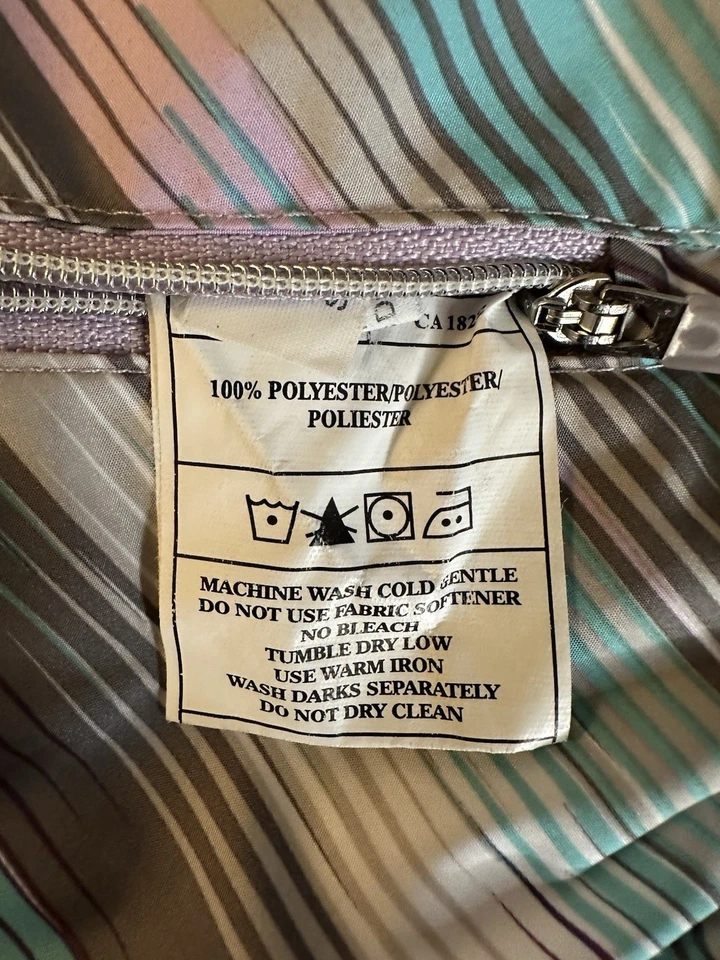 CA 182
100% POLYESTER/POLYESTER/
POLIESTER
MACHINE WASH COLD GENTLE
DO NOT USE FABRIC SOFTENER
NO BLEACH
TUMBLE DRY LOW
USE WARM IRON
WASH DARKS SEPARATELY
DO NOT DRY CLEAN